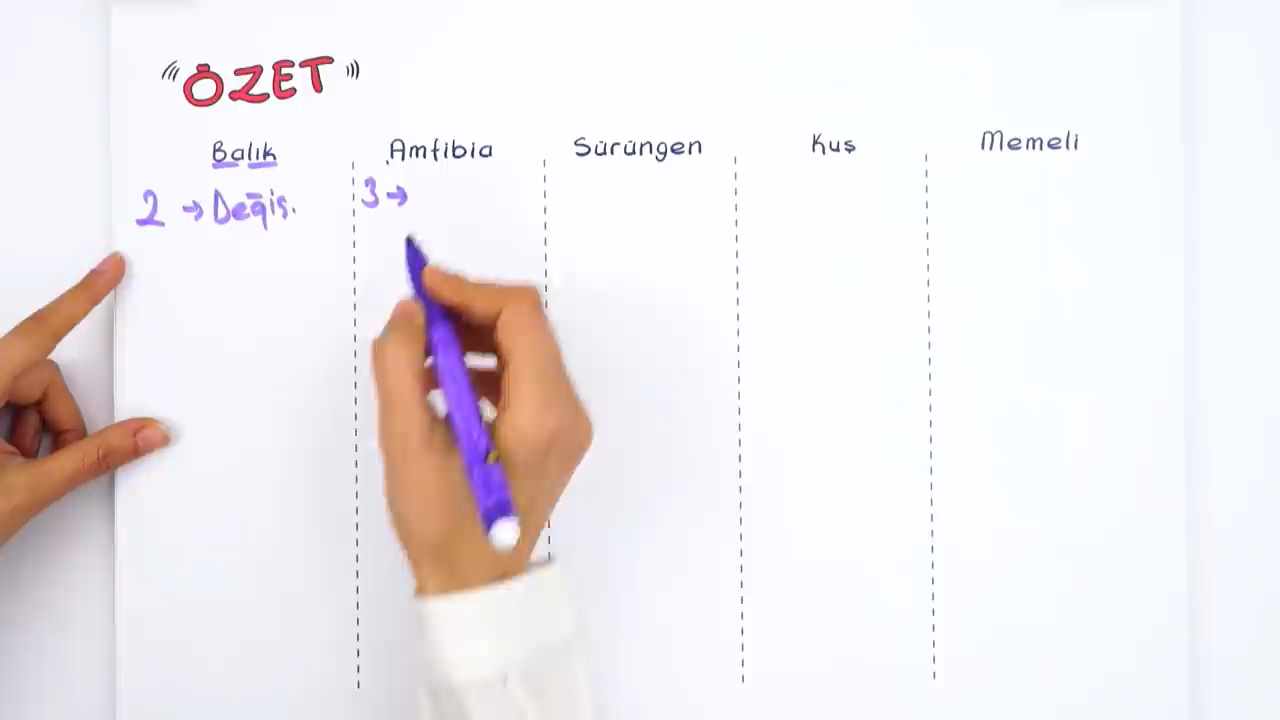 "ÖZET"
Balık Amfibia Sürüngen Kuş Memeli
2 → Değiş. 3 →